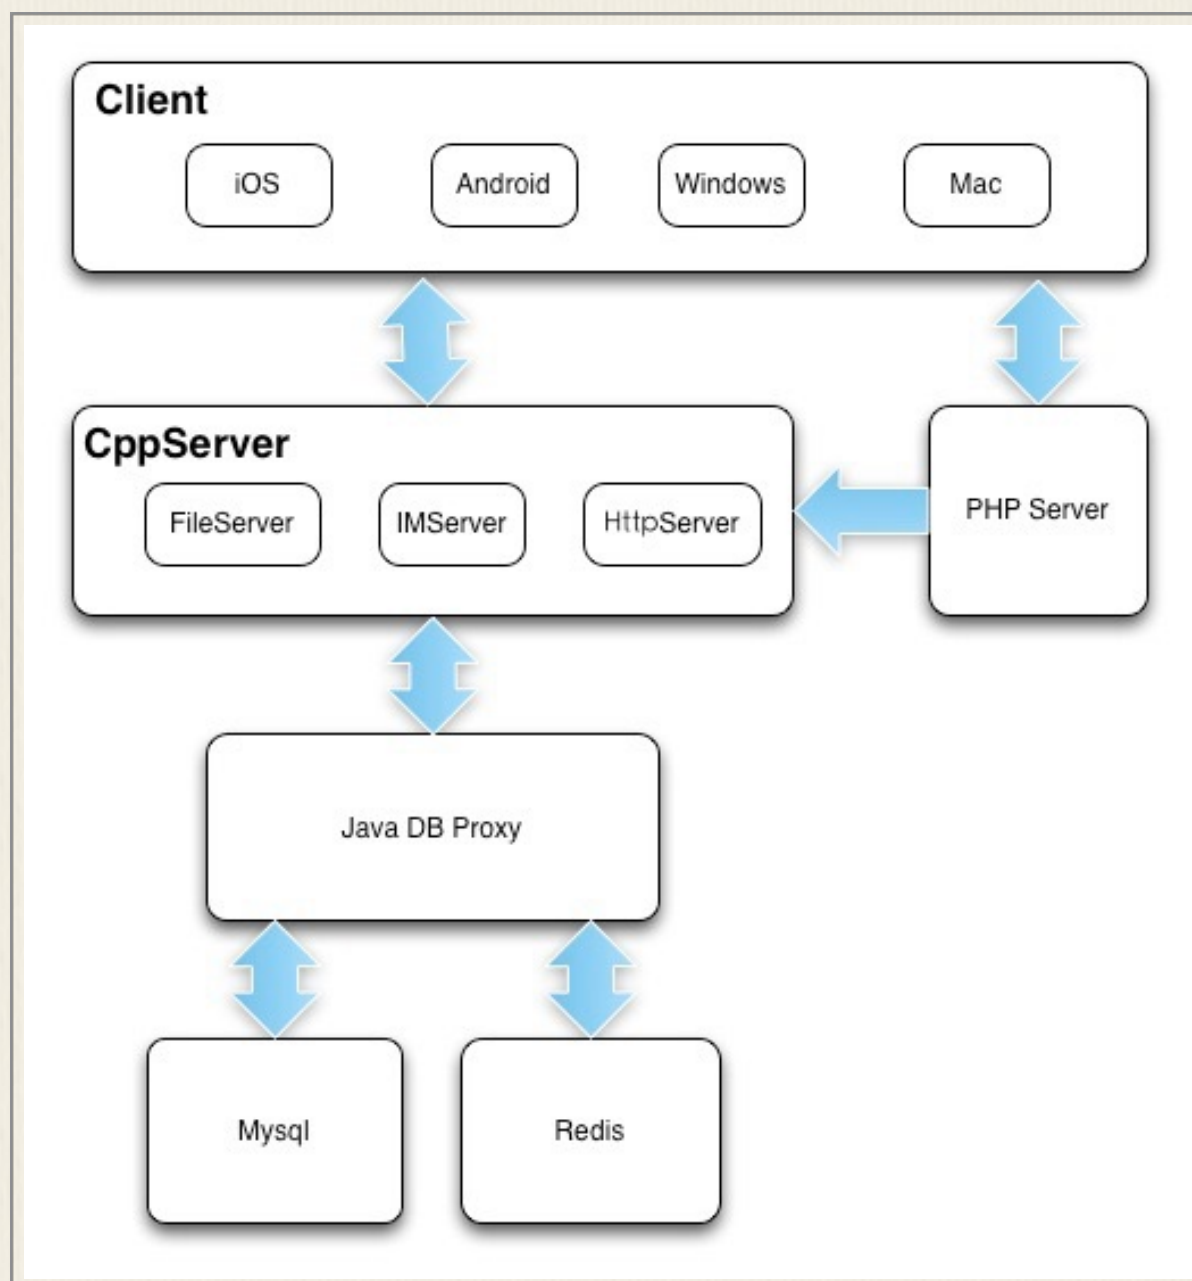 Client
iOS
Android
Windows
Mac
CppServer
FileServer
IMServer
HttpServer
PHP Server
Java DB Proxy
Mysql
Redis